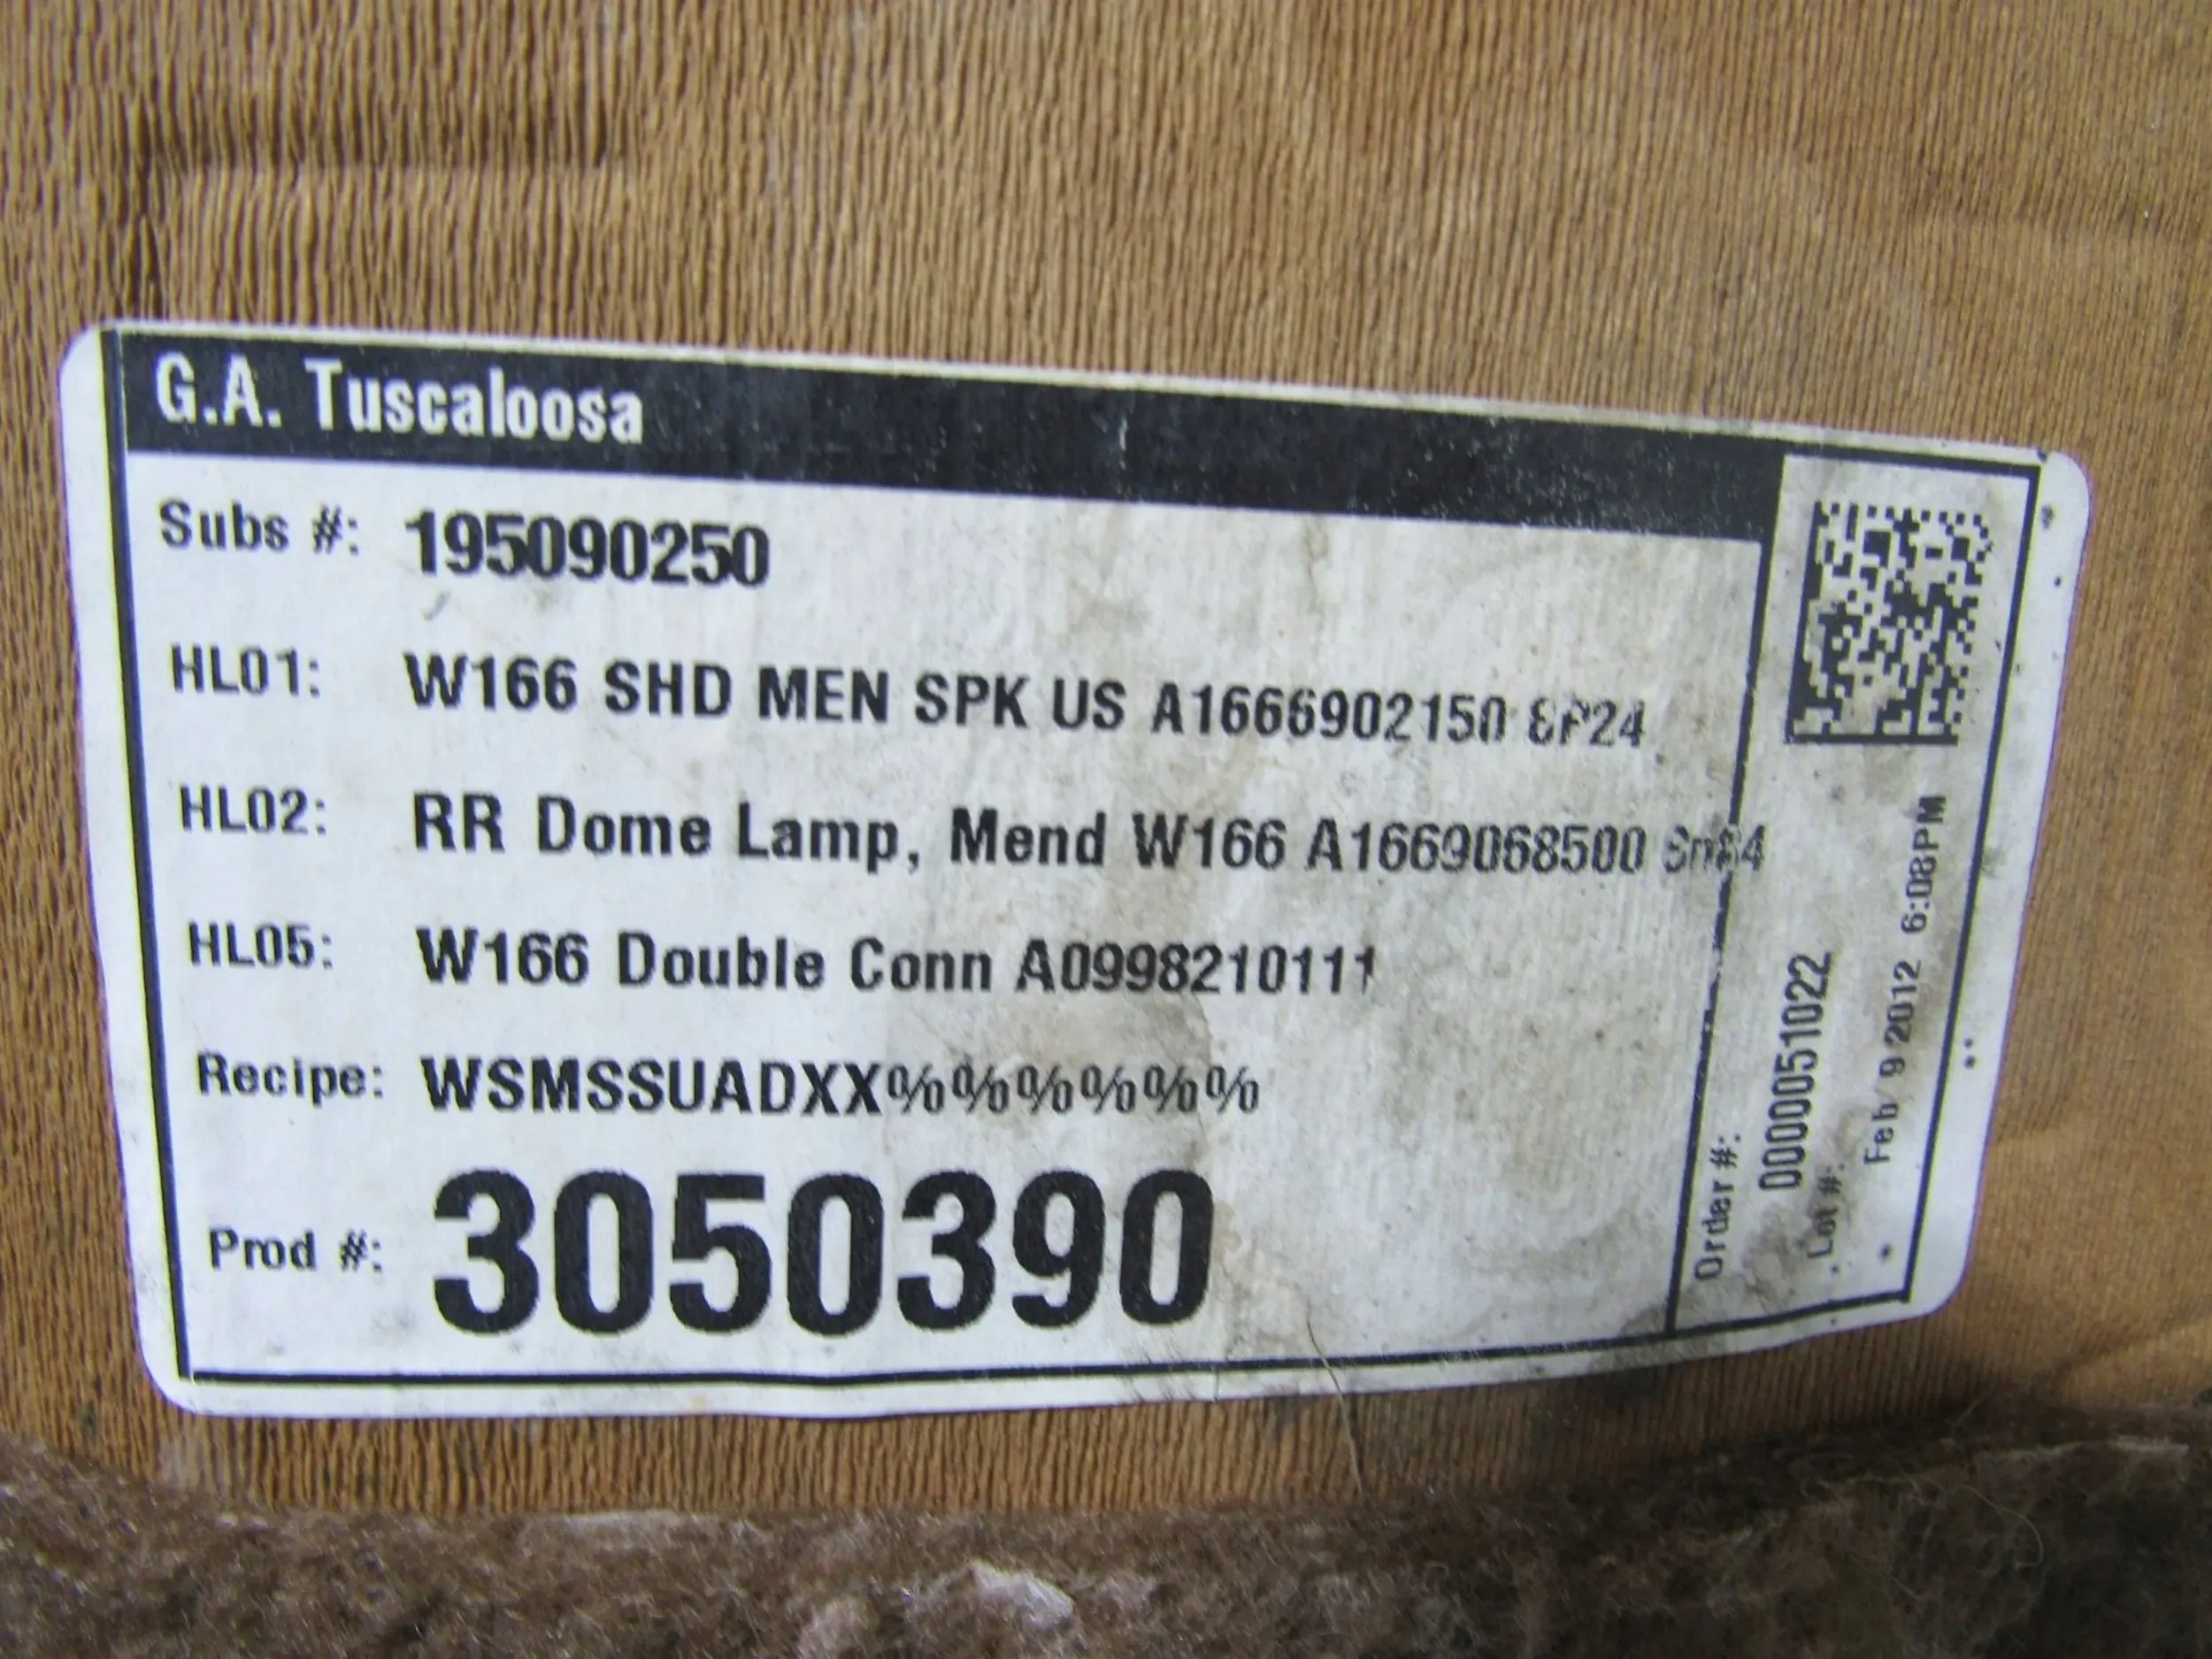 G.A. Tuscaloosa
Subs #: 195090250
HL01: W166 SHD MEN SPK US A1666902150
HL02: RR Dome Lamp, Mend W166 A1669068500
HL05: W166 Double Conn A0998210111
Recipe: WSMSSUADXX%%%%%%
Prod #: 3050390
Order #:
0000051022
Lot #:
Feb 9 2012 6:08PM